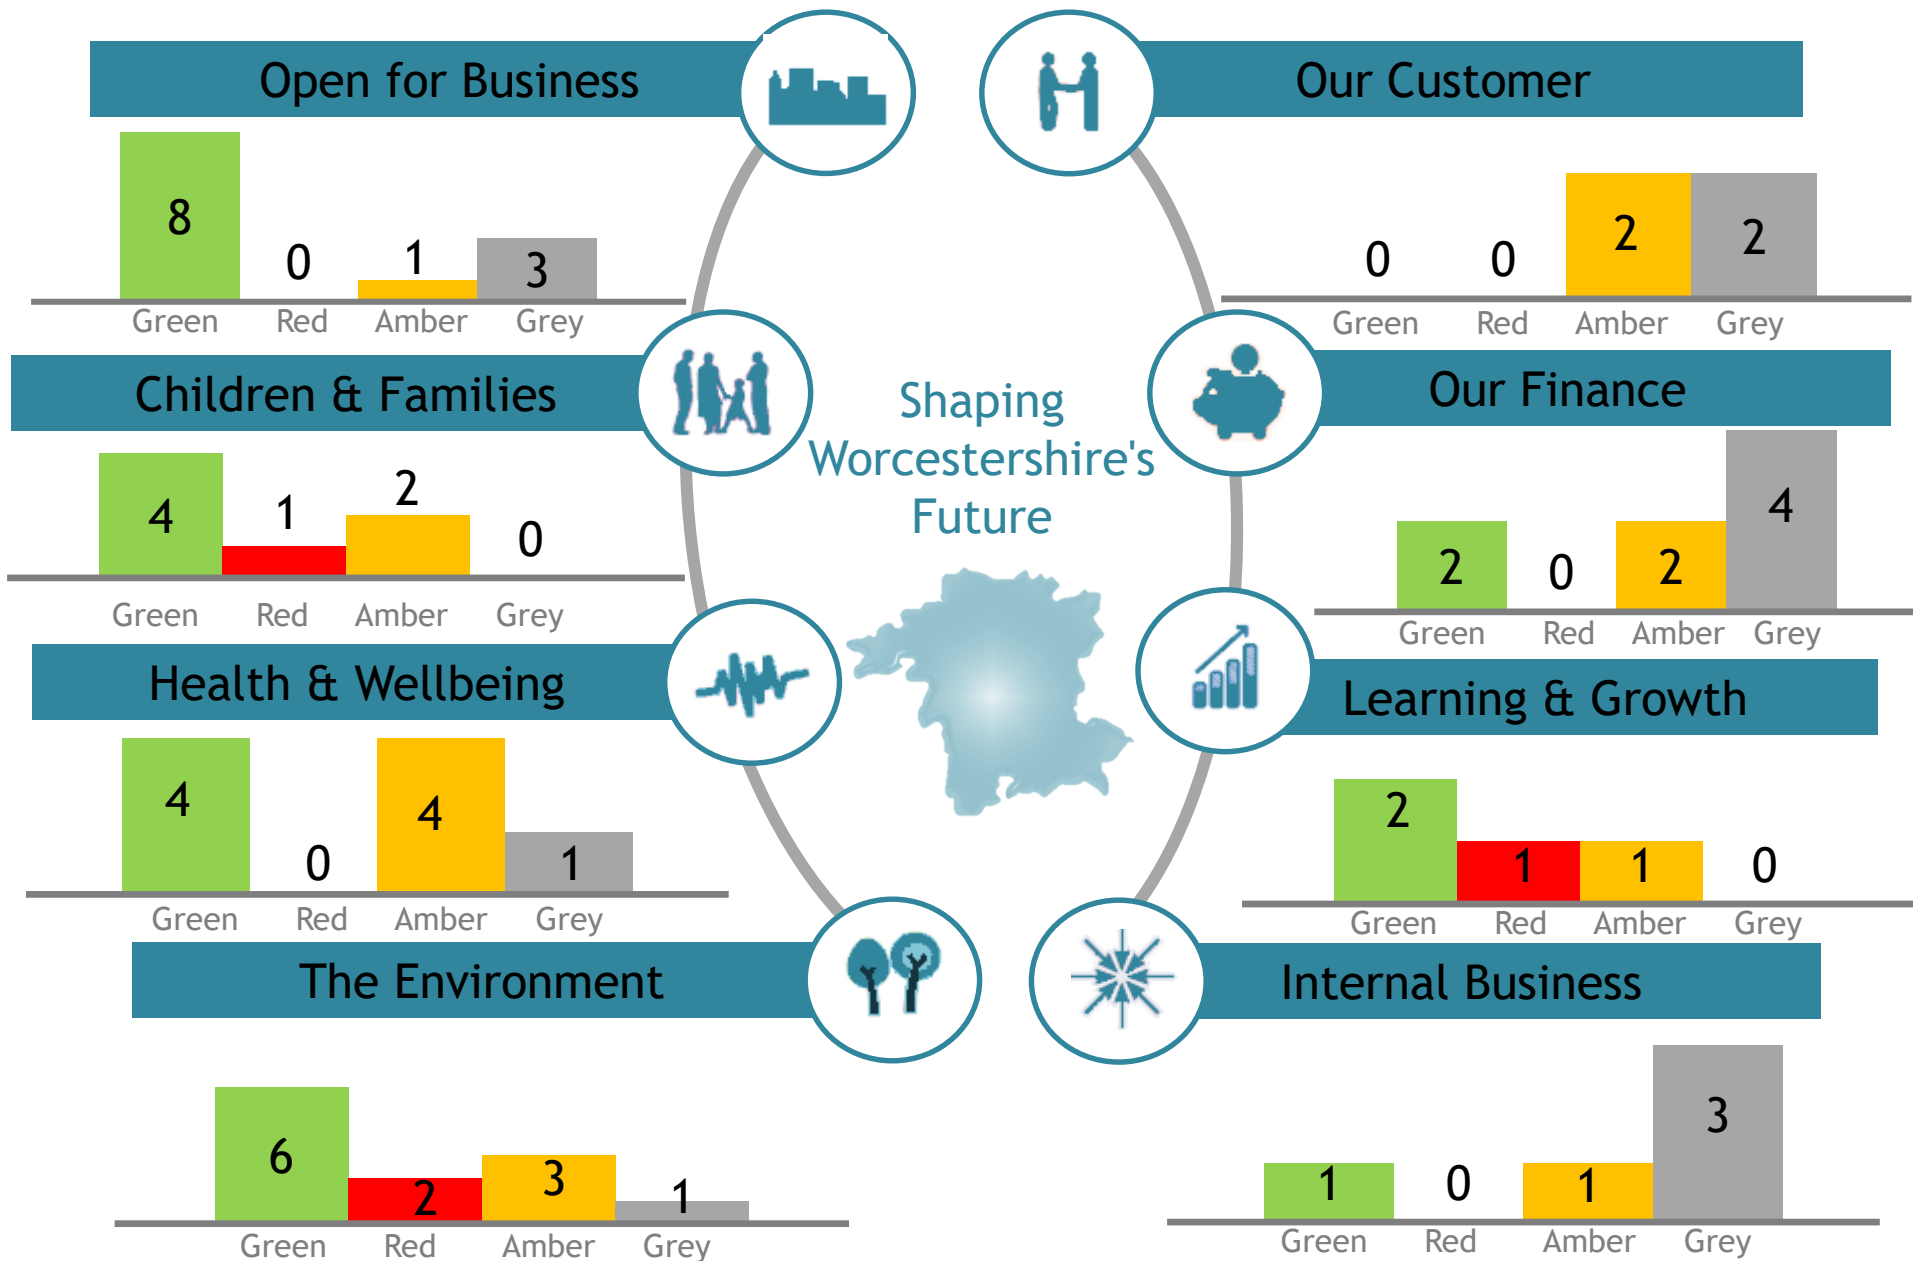 Open for Business
8
0
1
3
Green Red Amber Grey
Children & Families
4
1
2
0
Green Red Amber Grey
Health & Wellbeing
4
0
4
1
Green Red Amber Grey
The Environment
6
2
3
1
Green Red Amber Grey
Shaping
Worcestershire's
Future
Our Customer
0
0
2
2
Green Red Amber Grey
Our Finance
2
0
2
4
Green Red Amber Grey
Learning & Growth
2
1
1
0
Green Red Amber Grey
Internal Business
1
0
1
3
Green Red Amber Grey